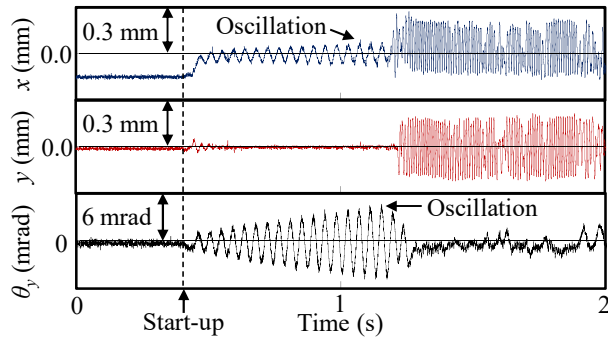 0.3 mm
Oscillation
0.0
x (mm)
0.3 mm
0.0
y (mm)
6 mrad
Oscillation
0
θy (mrad)
0
1
2
Start-up
Time (s)